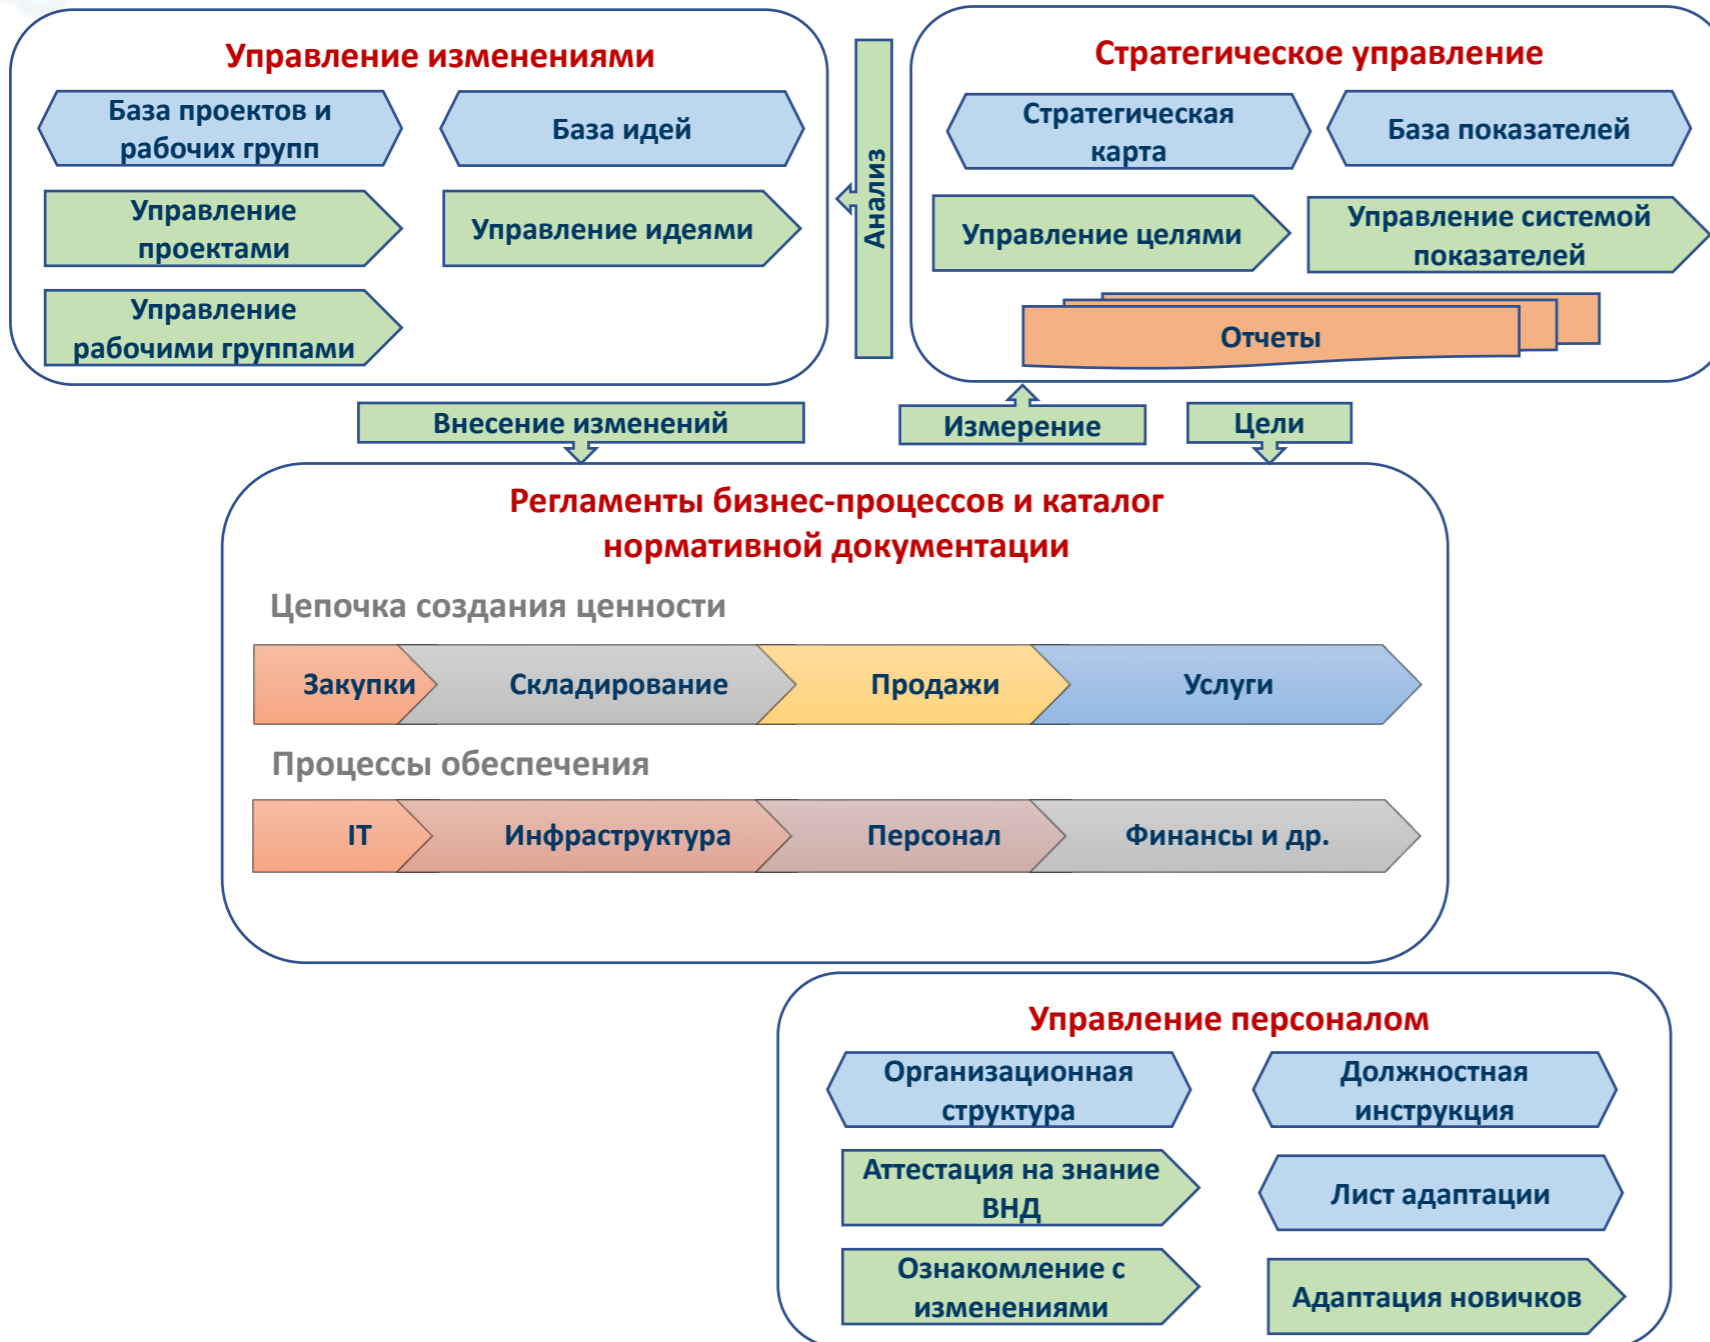 Управление изменениями
База проектов и
рабочих групп
База идей
Управление
проектами
Управление идеями
Управление
рабочими группами
Анализ
Стратегическое управление
Стратегическая
карта
База показателей
Управление целями
Управление системой
показателей
Отчеты
Внесение изменений
Измерение
Цели
Регламенты бизнес-процессов и каталог
нормативной документации
Цепочка создания ценности
Закупки
Складирование
Продажи
Услуги
Процессы обеспечения
IT
Инфраструктура
Персонал
Финансы и др.
Управление персоналом
Организационная
структура
Должностная
инструкция
Аттестация на знание
ВНД
Лист адаптации
Ознакомление с
изменениями
Адаптация новичков